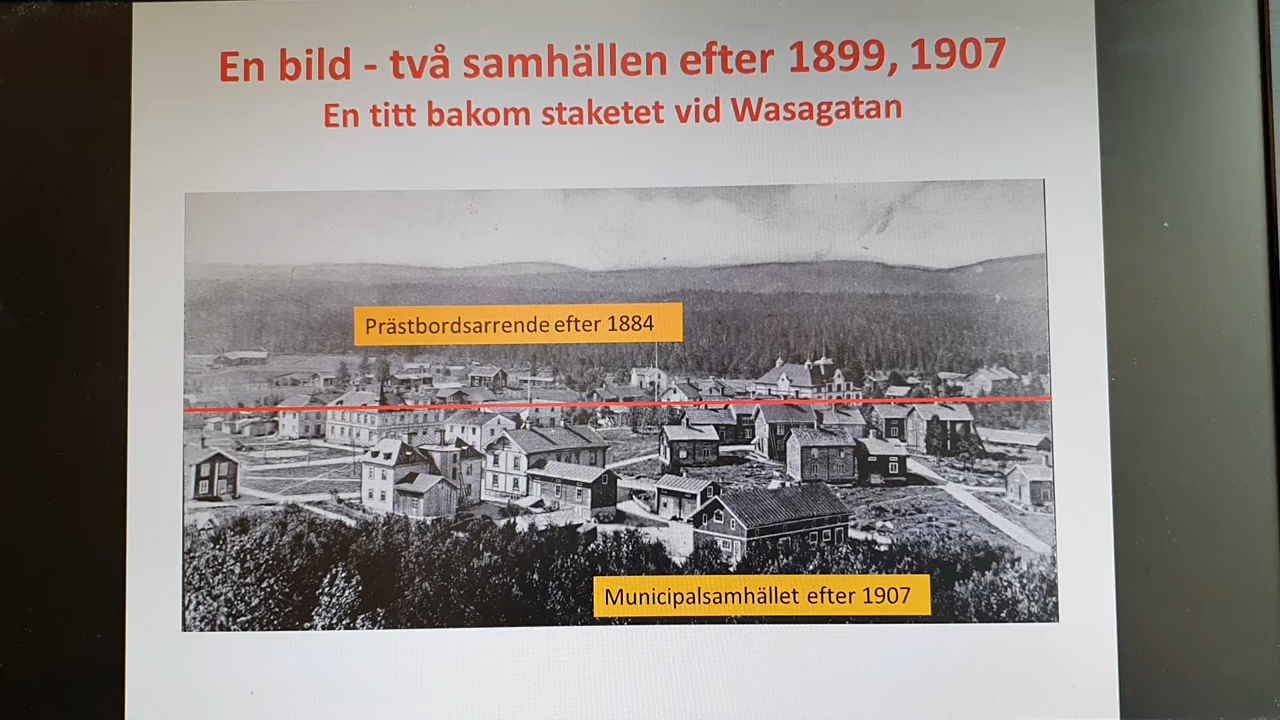 En bild - två samhällen efter 1899, 1907
En titt bakom staketet vid Wasagatan
Prästbordsarrende efter 1884
Municipalsamhället efter 1907